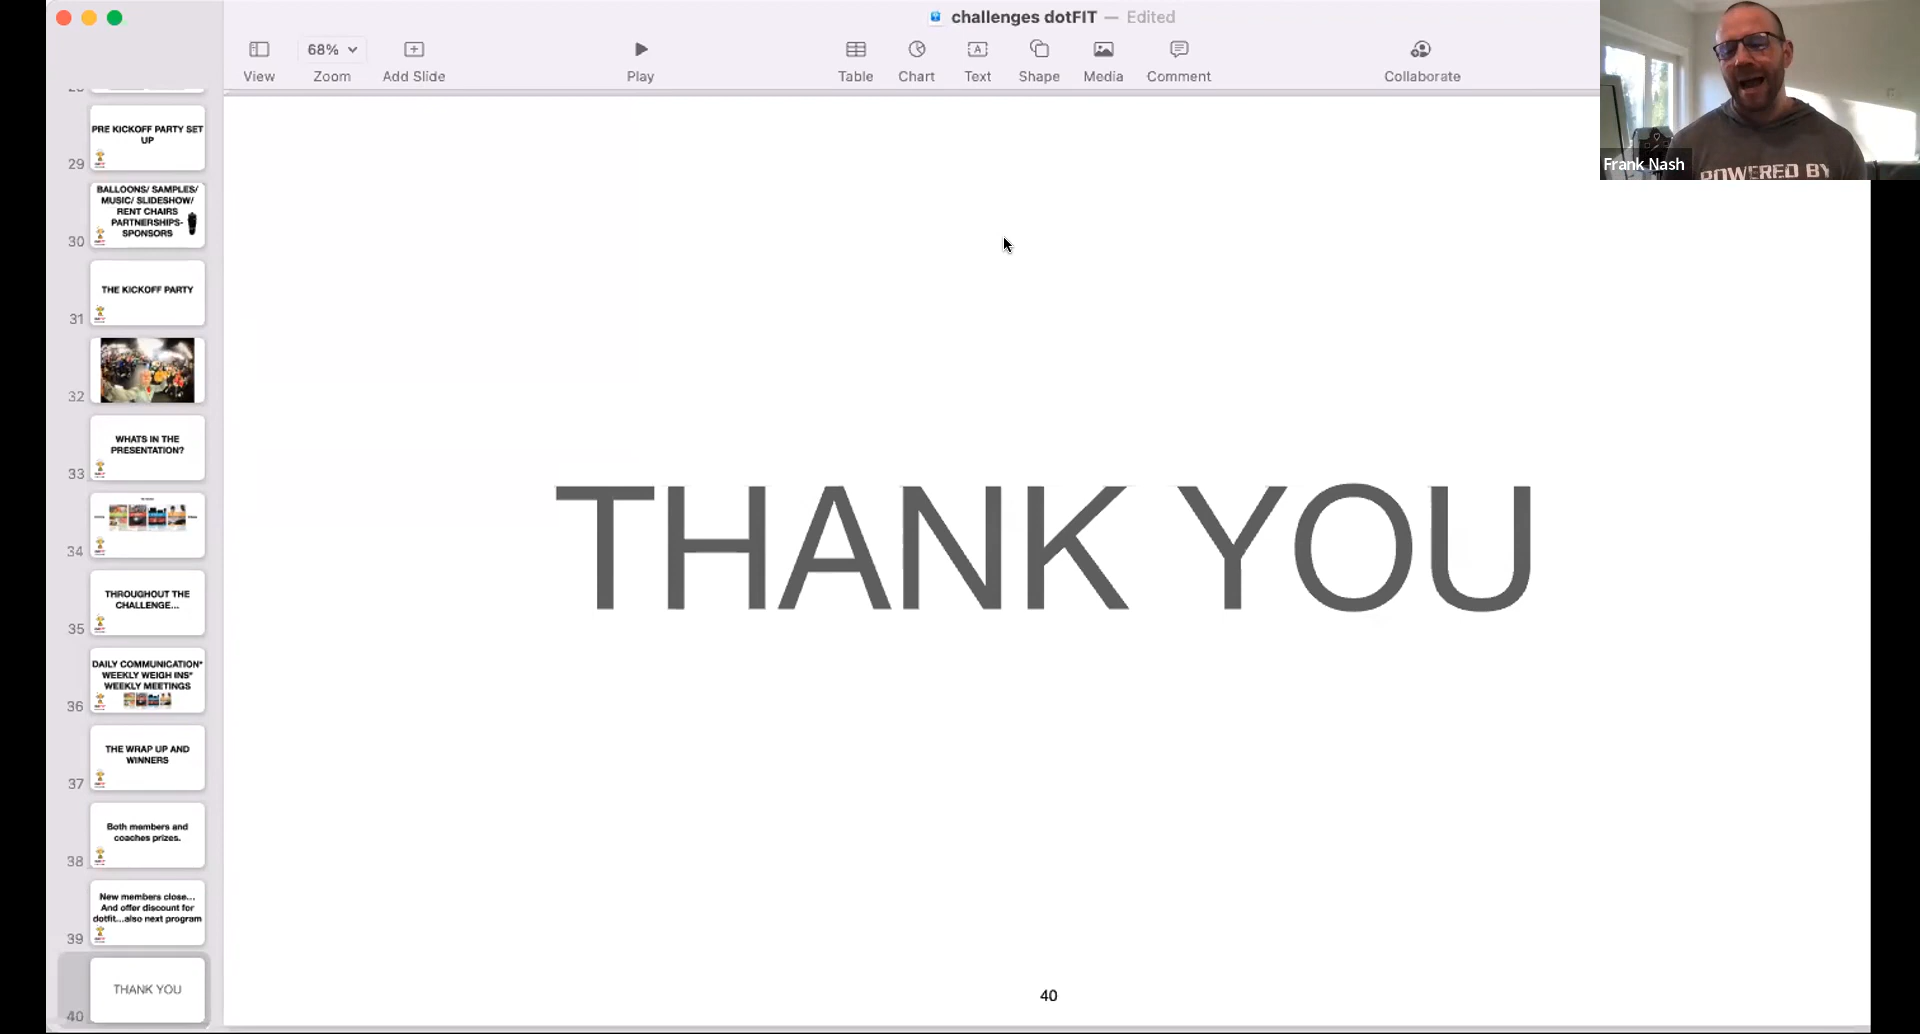 challenges dotFIT — Edited
68%
View
Zoom
Add Slide
Play
Table
Chart
Text
Shape
Media
Comment
Collaborate
Frank Nash
POWERED BY
PRE KICKOFF PARTY SET
UP
29
BALLOONS/ SAMPLES/
MUSIC/ SLIDESHOW/
RENT CHAIRS
PARTNERSHIPS-
SPONSORS
30
THE KICKOFF PARTY
31
32
WHATS IN THE
PRESENTATION?
33
34
THROUGHOUT THE
CHALLENGE...
35
DAILY COMMUNICATION*
WEEKLY WEIGH INS*
WEEKLY MEETINGS
36
THE WRAP UP AND
WINNERS
37
Both members and
coaches prizes.
38
New members close...
And offer discount for
dotfit...also next program
39
THANK YOU
40
THANK YOU
40